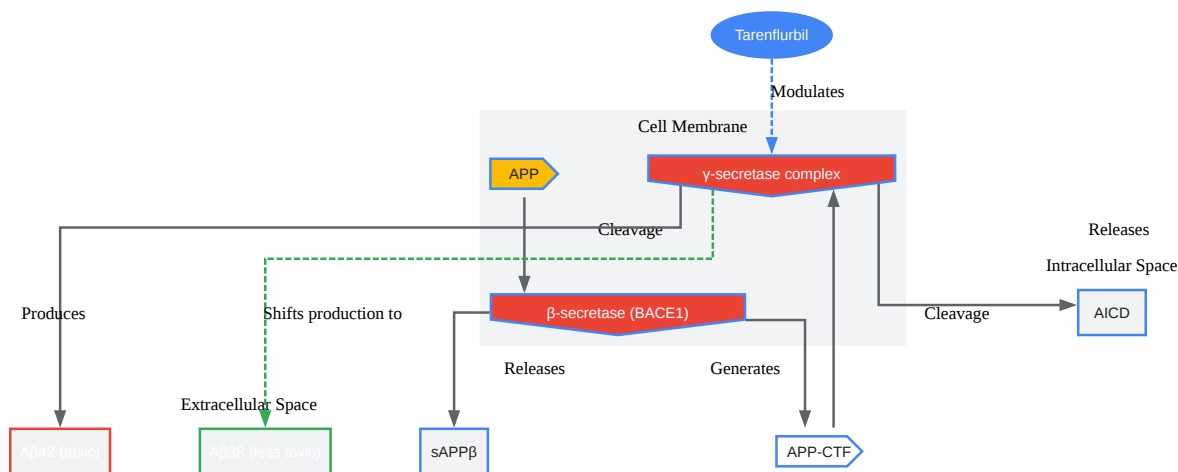 Tarenflurbil
Modulates
Cell Membrane
APP
γ-secretase complex
Cleavage
Releases
Intracellular Space
Produces
Shifts production to
β-secretase (BACE1)
Cleavage
AICD
Releases
Generates
Extracellular Space
Aβ42 (toxic)
Aβ38 (less toxic)
sAPPβ
APP-CTF